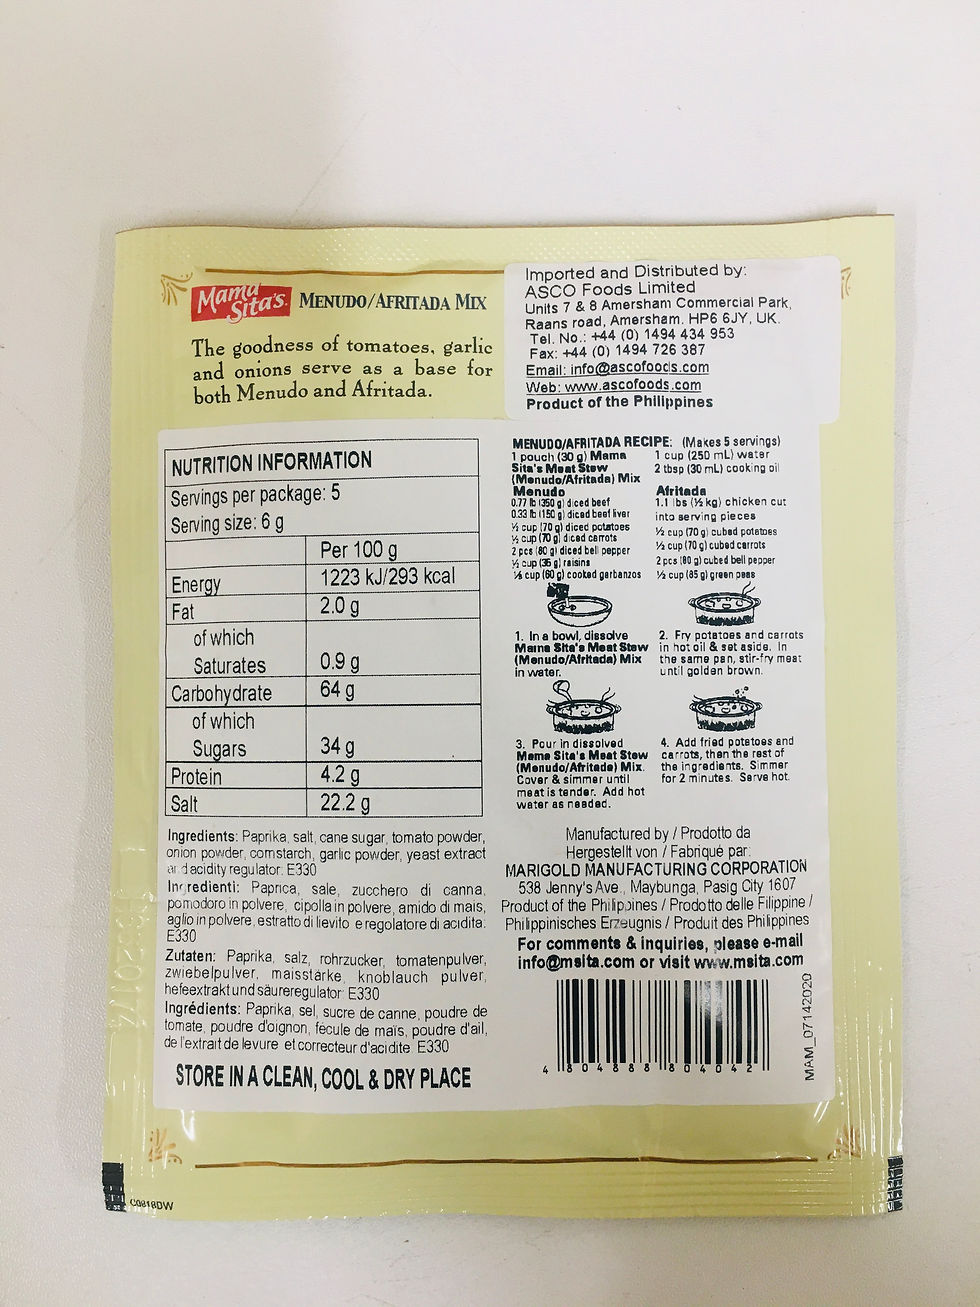 Mama Sita's MENUDO/AFRITADA MIX
The goodness of tomatoes, garlic
and onions serve as a base for
both Menudo and Afritada.
Imported and Distributed by:
ASCO Foods Limited
Units 7 & 8 Amersham Commercial Park,
Raans road, Amersham. HP6 6JY, UK.
Tel. No.: +44 (0) 1494 434 953
Fax: +44 (0) 1494 726 387
Email: info@ascofoods.com
Web: www.ascofoods.com
Product of the Philippines
NUTRITION INFORMATION
Servings per package: 5
Serving size: 6 g
Per 100 g
Energy 1223 kJ/293 kcal
Fat 2.0 g
of which
Saturates 0.9 g
Carbohydrate 64 g
of which
Sugars 34 g
Protein 4.2 g
Salt 22.2 g
Ingredients: Paprika, salt, cane sugar, tomato powder,
onion powder, cornstarch, garlic powder, yeast extract
and acidity regulator: E330
Ingredienti: Paprica, sale, zucchero di canna,
pomodoro in polvere, cipolla in polvere, amido di mais,
aglio in polvere, estratto di lievito e regolatore di acidita:
E330
Zutaten: Paprika, salz, rohrzucker, tomatenpulver,
zwiebelpulver, maisstärke, knoblauch pulver,
hefeextrakt und säureregulator: E330
Ingrédients: Paprika, sel, sucre de canne, poudre de
tomate, poudre d'oignon, fécule de maïs, poudre d'ail,
de l'extrait de levure et correcteur d'acidite: E330
STORE IN A CLEAN, COOL & DRY PLACE
MENUDO/AFRITADA RECIPE: (Makes 5 servings)
1 pouch (30 g) Mama
Sita's Meat Stew
(Menudo/Afritada) Mix
1 cup (250 mL) water
2 tbsp (30 mL) cooking oil
Menudo
0.77 lb (350 g) diced beef
0.33 lb (150 g) diced beef liver
½ cup (70 g) diced potatoes
½ cup (70 g) diced carrots
2 pcs (80 g) diced bell pepper
cup (35 g) raisins
cup (60 g) cooked garbanzos
Afritada
1.1 lbs (½ kg) chicken cut
into serving pieces
½ cup (70 g) cubed potatoes
½ cup (70 g) cubed carrots
2 pcs (80 g) cubed bell pepper
½ cup (85 g) green peas
1. In a bowl, dissolve
Mama Sita's Meat Stew
(Menudo/Afritada) Mix
in water.
2. Fry potatoes and carrots
in hot oil & set aside. In
the same pan, stir-fry meat
until golden brown.
3. Pour in dissolved
Mama Sita's Meat Stew
(Menudo/Afritada) Mix.
Cover & simmer until
meat is tender. Add hot
water as needed.
4. Add fried potatoes and
carrots, then the rest of
the ingredients. Simmer
for 2 minutes. Serve hot.
Manufactured by / Prodotto da
Hergestellt von / Fabriqué par:
MARIGOLD MANUFACTURING CORPORATION
538 Jenny's Ave., Maybunga, Pasig City 1607
Product of the Philippines / Prodotto delle Filippine /
Philippinisches Erzeugnis / Produit des Philippines
For comments & inquiries, please e-mail
info@msita.com or visit www.msita.com
4 804888 804042
MAM_07142020
C0818DW